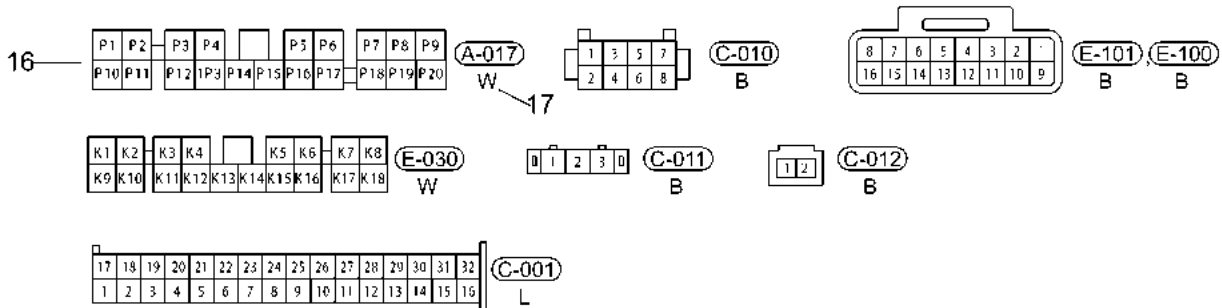 P1 P2 P3 P4 P5 P6 P7 P8 P9
16 P10 P11 P12 1P3 P14 P15 P16 P17 P18 P19 P20 A-017
W
17
1 3 5 7
2 4 6 8
C-010
B
8 7 6 5 4 3 2 1
16 15 14 13 12 11 10 9
E-101 , E-100
B B
K1 K2 K3 K4 K5 K6 K7 K8
K9 K10 K11 K12 K13 K14 K15 K16 K17 K18
E-030
W
1 2 3
C-011
B
1 2
C-012
B
17 18 19 20 21 22 23 24 25 26 27 28 29 30 31 32
1 2 3 4 5 6 7 8 9 10 11 12 13 14 15 16
C-001
L